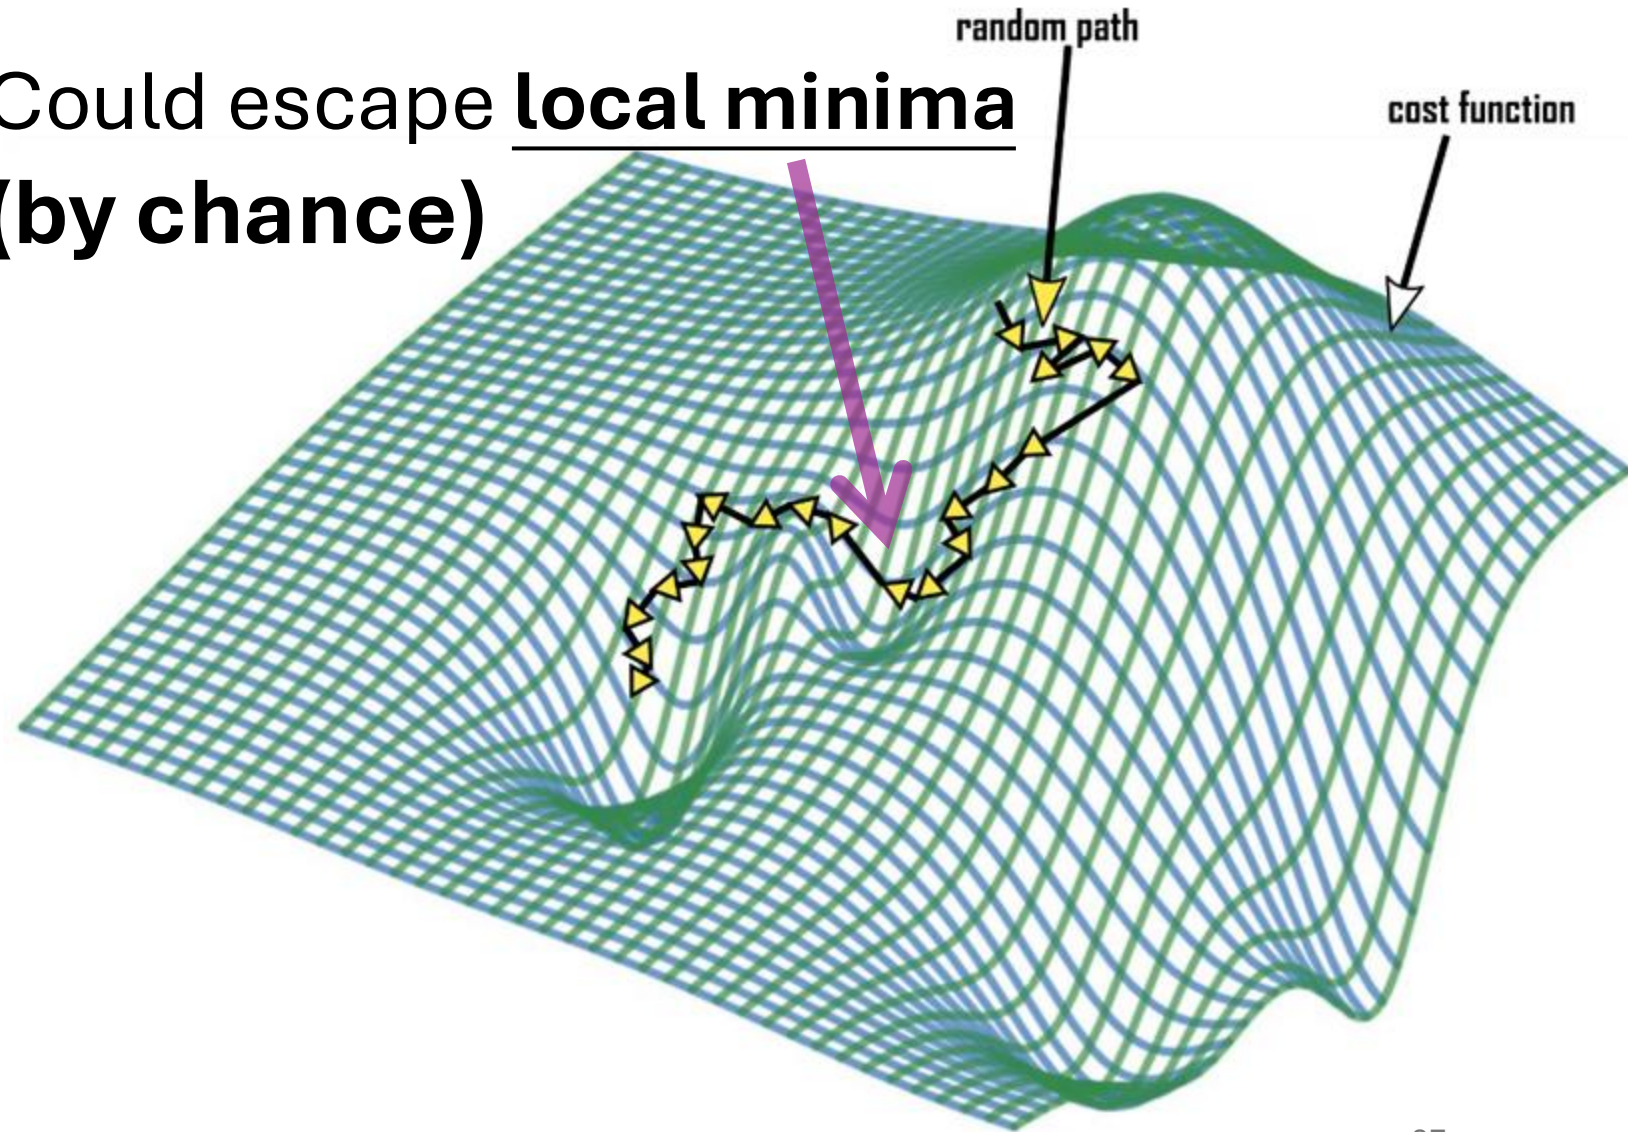 random path
Could escape local minima
cost function
(by chance)